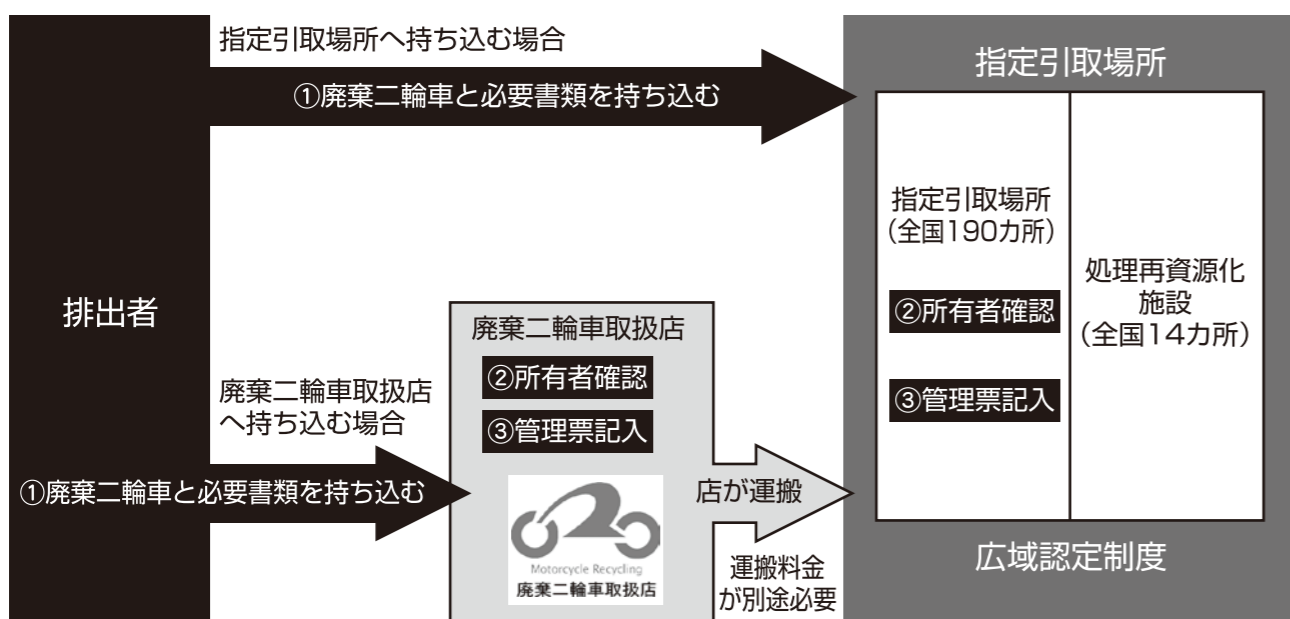 排出者
指定引取場所へ持ち込む場合
①廃棄二輪車と必要書類を持ち込む
廃棄二輪車取扱店
へ持ち込む場合
①廃棄二輪車と必要書類を持ち込む
廃棄二輪車取扱店
②所有者確認
③管理票記入
Motorcycle Recycling
廃棄二輪車取扱店
店が運搬
運搬料金
が別途必要
指定引取場所
指定引取場所
(全国190カ所)
②所有者確認
③管理票記入
処理再資源化
施設
(全国14カ所)
広域認定制度